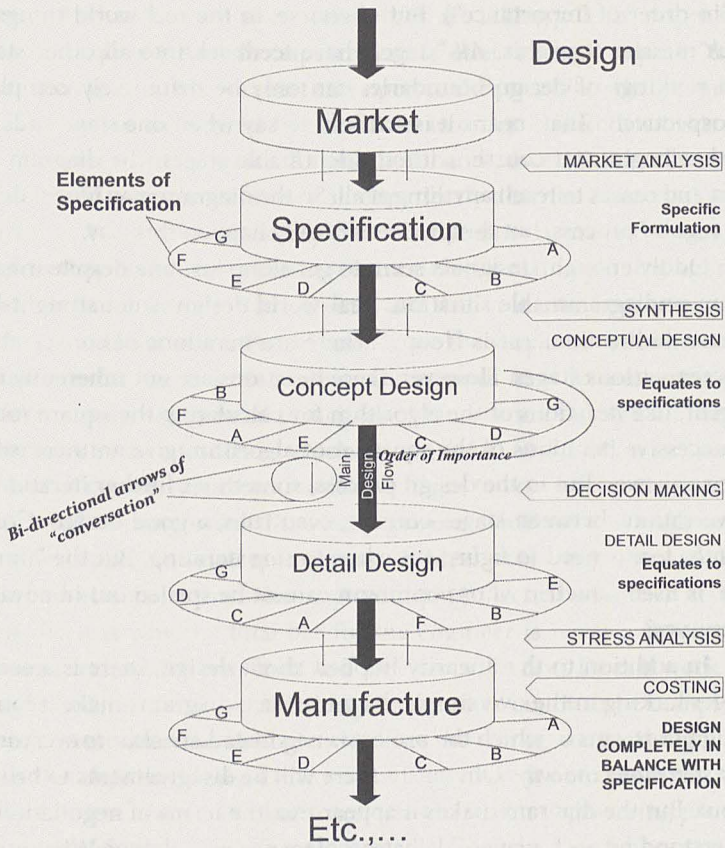 Design
Market
MARKET ANALYSIS
Elements of
Specification
Specific
Formulation
Specification
G
F
E
D
C
B
A
SYNTHESIS
CONCEPTUAL DESIGN
Concept Design
Equates to
specifications
B
F
A
E
C
D
G
Main
Design
Flow
Order of Importance
Bi-directional arrows of
“conversation”
DECISION MAKING
DETAIL DESIGN
Detail Design
Equates to
specifications
G
D
C
A
F
B
E
STRESS ANALYSIS
COSTING
Manufacture
G
F
E
D
C
B
A
DESIGN
COMPLETELY IN
BALANCE WITH
SPECIFICATION
Etc.,...